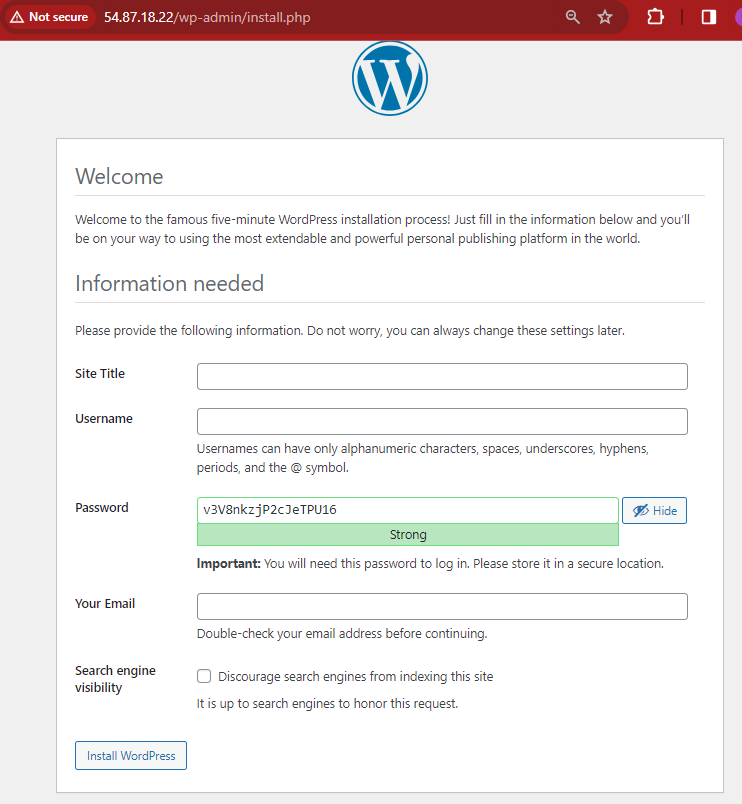 Not secure 54.87.18.22/wp-admin/install.php
Welcome
Welcome to the famous five-minute WordPress installation process! Just fill in the information below and you’ll
be on your way to using the most extendable and powerful personal publishing platform in the world.
Information needed
Please provide the following information. Do not worry, you can always change these settings later.
Site Title
Username
Usernames can have only alphanumeric characters, spaces, underscores, hyphens,
periods, and the @ symbol.
Password v3V8nkzjP2cJeTPU16 Hide
Strong
Important: You will need this password to log in. Please store it in a secure location.
Your Email
Double-check your email address before continuing.
Search engine
visibility
Discourage search engines from indexing this site
It is up to search engines to honor this request.
Install WordPress